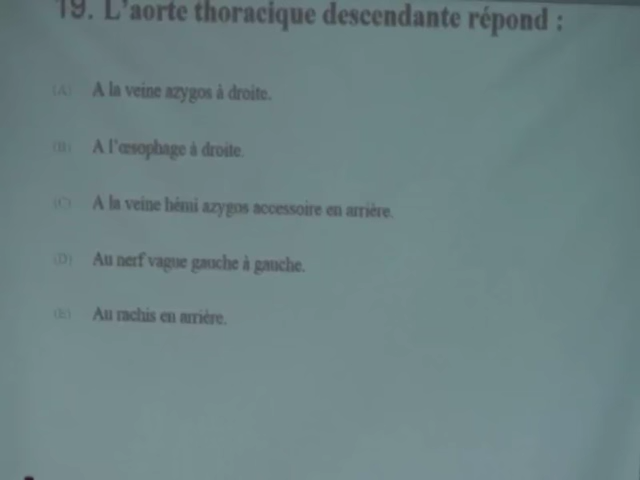 19. L'aorte thoracique descendante répond :
(A) A la veine azygos à droite.
(B) A l'œsophage à droite.
(C) A la veine hémi azygos accessoire en arrière.
(D) Au nerf vague gauche à gauche.
(E) Au rachis en arrière.